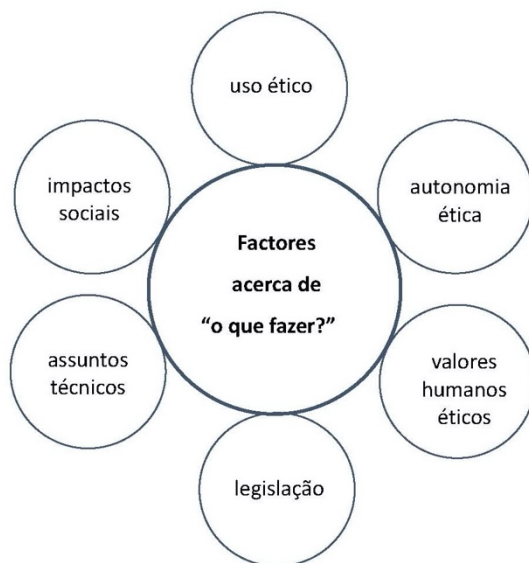 uso ético
impactos
sociais
autonomia
ética
Factores
acerca de
“o que fazer?”
assuntos
técnicos
valores
humanos
éticos
legislação